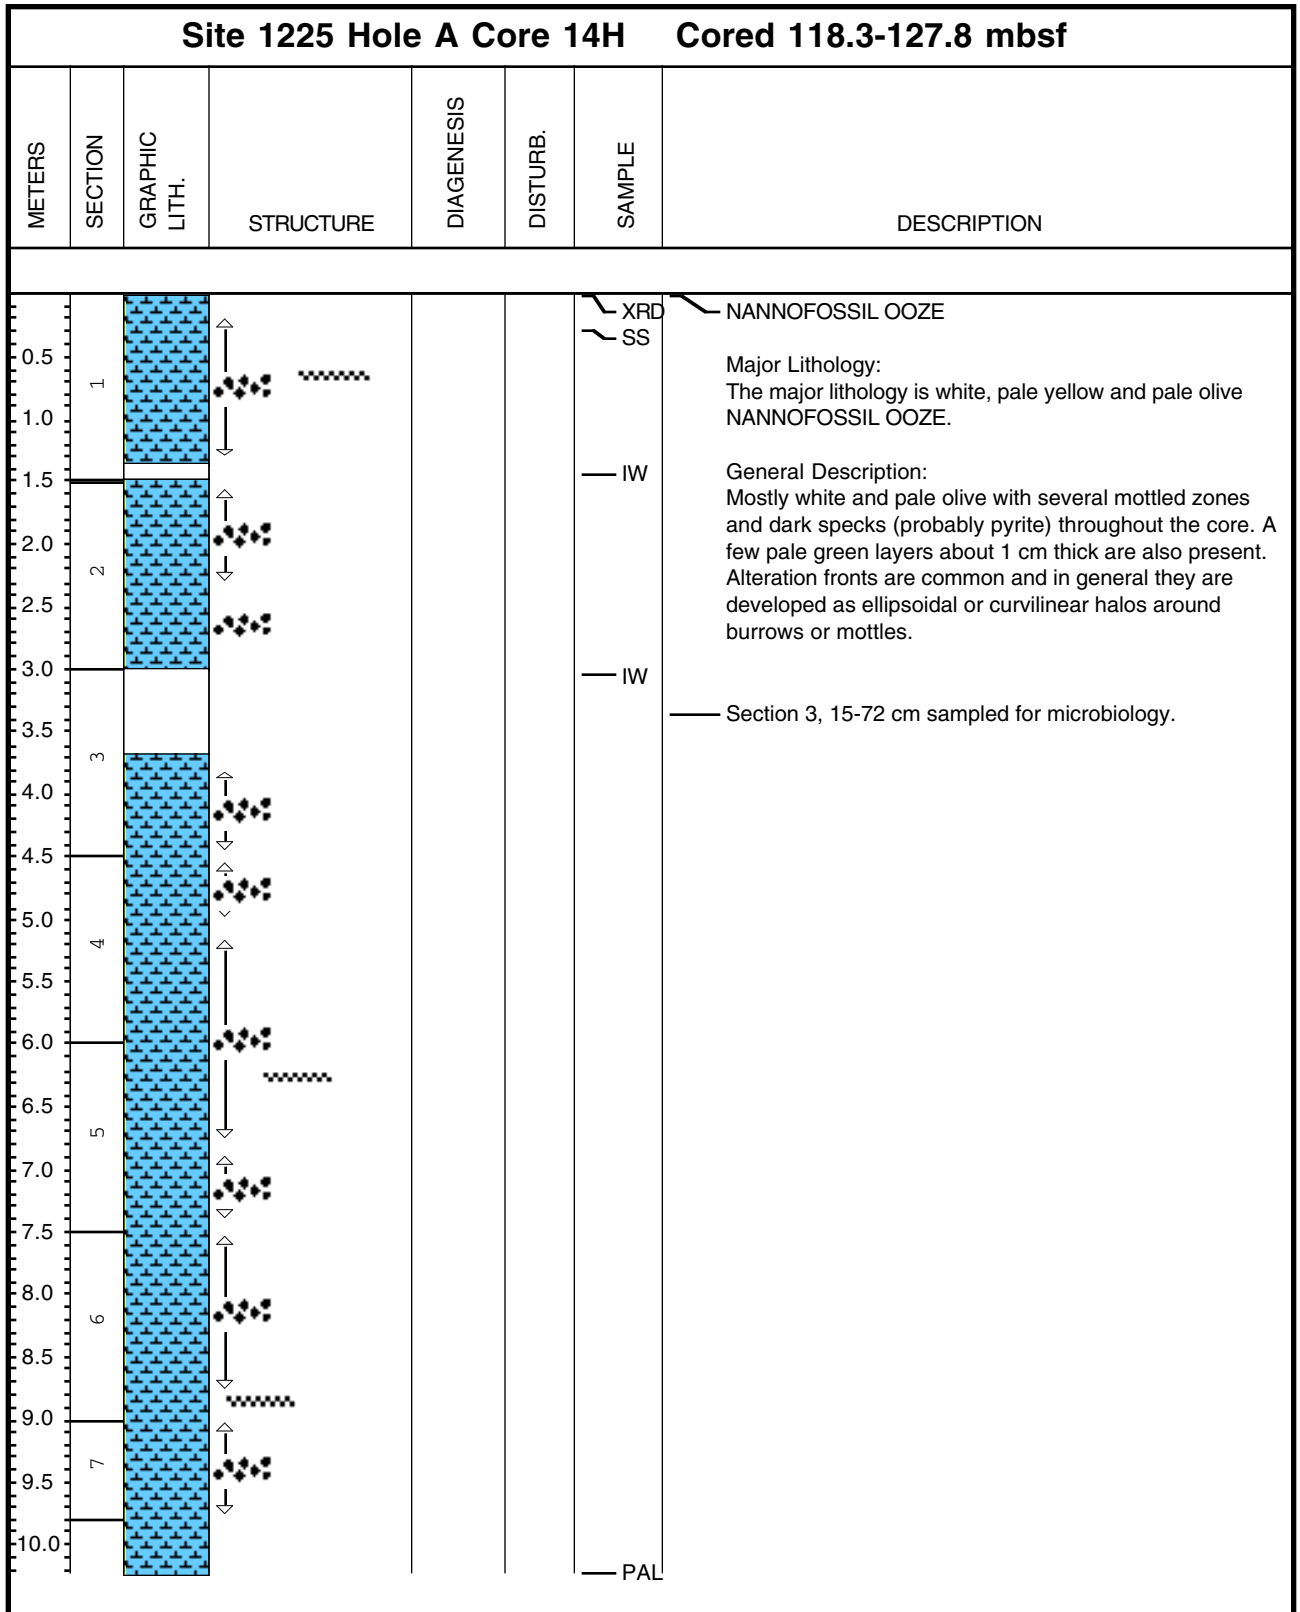 Site 1225 Hole A Core 14H Cored 118.3-127.8 mbsf
METERS
SECTION
GRAPHIC
LITH.
STRUCTURE
DIAGENESIS
DISTURB.
SAMPLE
DESCRIPTION
XRD
NANNOFOSSIL OOZE
SS
0.5
1
Major Lithology:
The major lithology is white, pale yellow and pale olive
NANNOFOSSIL OOZE.
1.0
1.5
IW
General Description:
Mostly white and pale olive with several mottled zones
and dark specks (probably pyrite) throughout the core. A
few pale green layers about 1 cm thick are also present.
Alteration fronts are common and in general they are
developed as ellipsoidal or curvilinear halos around
burrows or mottles.
2.0
2
2.5
3.0
IW
Section 3, 15-72 cm sampled for microbiology.
3.5
3
4.0
4.5
5.0
4
5.5
6.0
6.5
5
7.0
7.5
8.0
6
8.5
9.0
7
9.5
10.0
PAL